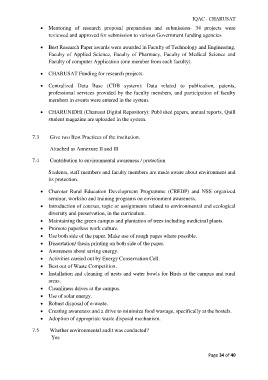 IQAC - CHARUSAT
• Mentoring of research proposal preparation and submission- 34 projects were
reviewed and approved for submission to various Government funding agencies
• Best Research Paper awards were awarded in Faculty of Technology and Engineering,
Faculty of Applied Science, Faculty of Pharmacy, Faculty of Medical Science and
Faculty of computer Application (one member from each faculty).
• CHARUSAT Funding for research projects.
• Centralized Data Base (CDB system): Data related to publication, patents,
professional services provided by the faculty members, and participation of faculty
members in events were entered in the system.
• CHARUNIDHI (Charusat Digital Repository): Published papers, annual reports, Quill
student magazine are uploaded in the system.
7.3 Give two Best Practices of the institution.
Attached as Annexure II and III
7.4 Contribution to environmental awareness / protection
Students, staff members and faculty members are made aware about environment and
its protection.
• Charotar Rural Education Development Programme (CREDP) and NSS organized
seminar, workshop and training programs on environment awareness.
• Introduction of courses, topic or assignments related to environmental and ecological
diversity and preservation, in the curriculum.
• Maintaining the green campus and plantation of trees including medicinal plants.
• Promote paperless work culture.
• Use both side of the paper. Make use of rough pages where possible.
• Dissertation/ thesis printing on both side of the paper.
• Awareness about saving energy.
• Activities carried out by Energy Conservation Cell.
• Best out of Waste Competition.
• Installation and cleaning of nests and water bowls for Birds at the campus and rural
areas.
• Cleanliness drives at the campus.
• Use of solar energy.
• Robust disposal of e-waste.
• Creating awareness and a drive to minimize food wastage, specifically at the hostels.
• Adoption of appropriate waste disposal mechanism.
7.5 Whether environmental audit was conducted?
Yes
Page 34 of 40